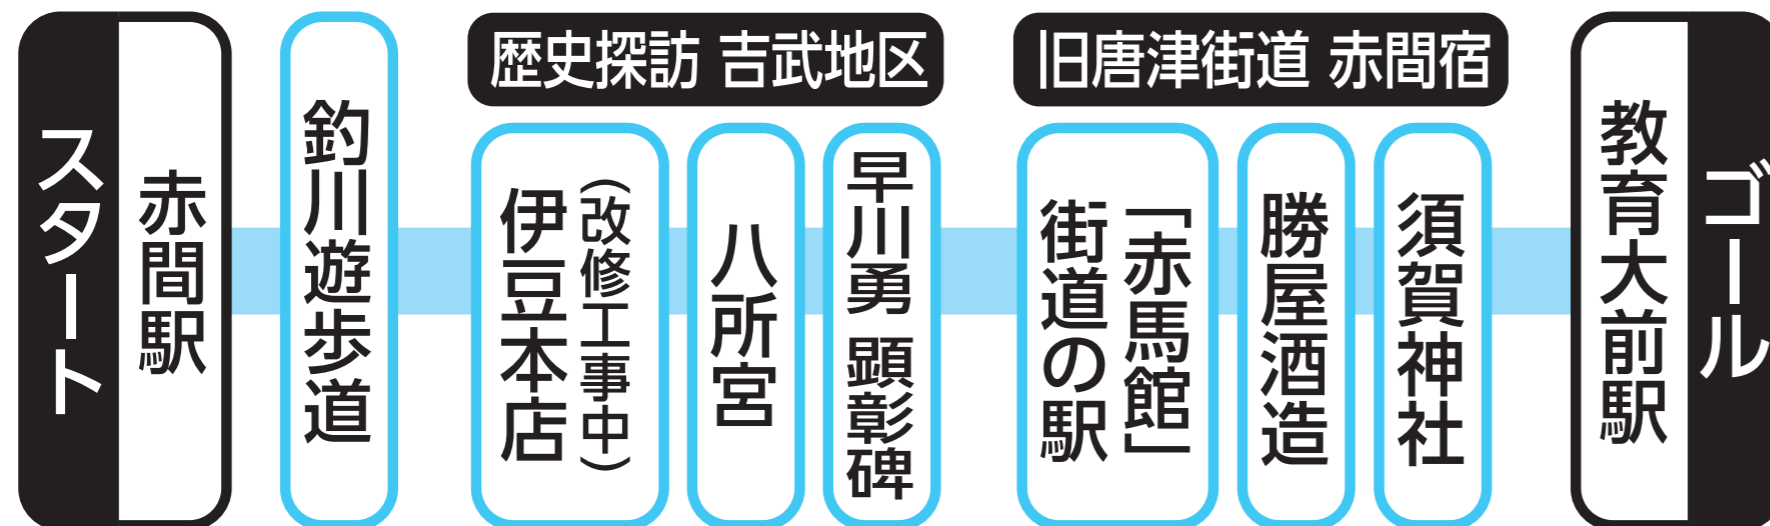 スタート
赤間駅
釣川遊歩道
歴史探訪 吉武地区
伊豆本店
（改修工事中）
八所宮
早川勇 顕彰碑
旧唐津街道 赤間宿
街道の駅
「赤馬館」
勝屋酒造
須賀神社
教育大前駅
ゴール